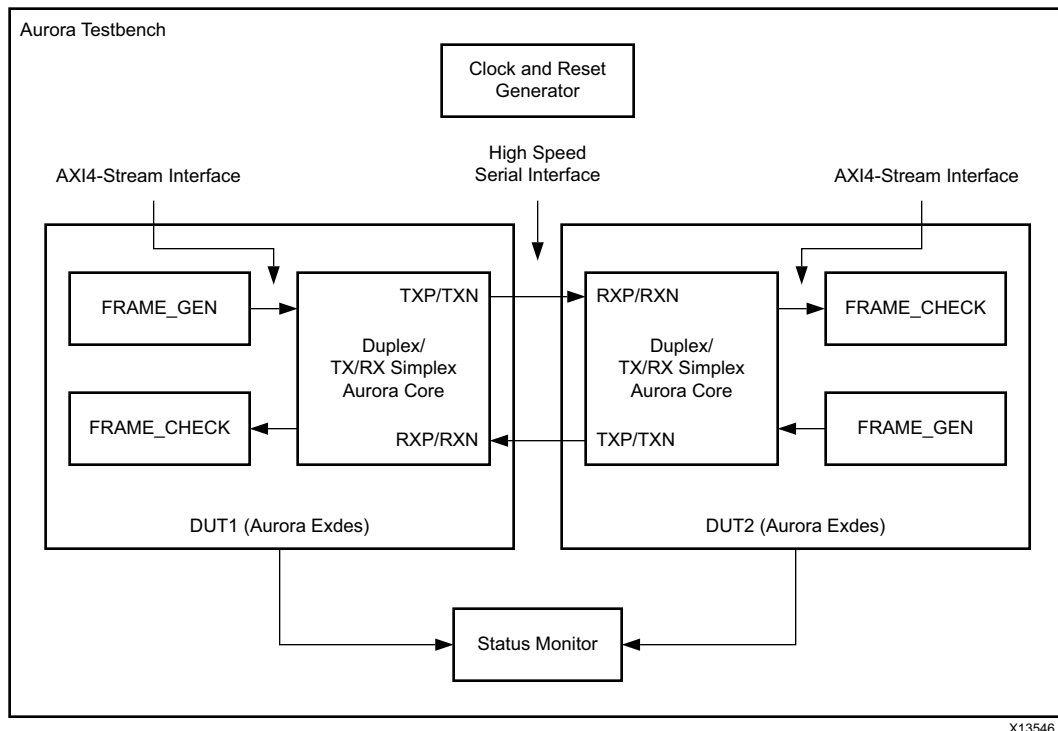 Aurora Testbench
Clock and Reset
Generator
High Speed
Serial Interface
AXI4-Stream Interface
AXI4-Stream Interface
FRAME_GEN
TXP/TXN
RXP/RXN
FRAME_CHECK
Duplex/
TX/RX Simplex
Aurora Core
Duplex/
TX/RX Simplex
Aurora Core
FRAME_CHECK
RXP/RXN
TXP/TXN
FRAME_GEN
DUT1 (Aurora Exdes)
DUT2 (Aurora Exdes)
Status Monitor
X13546